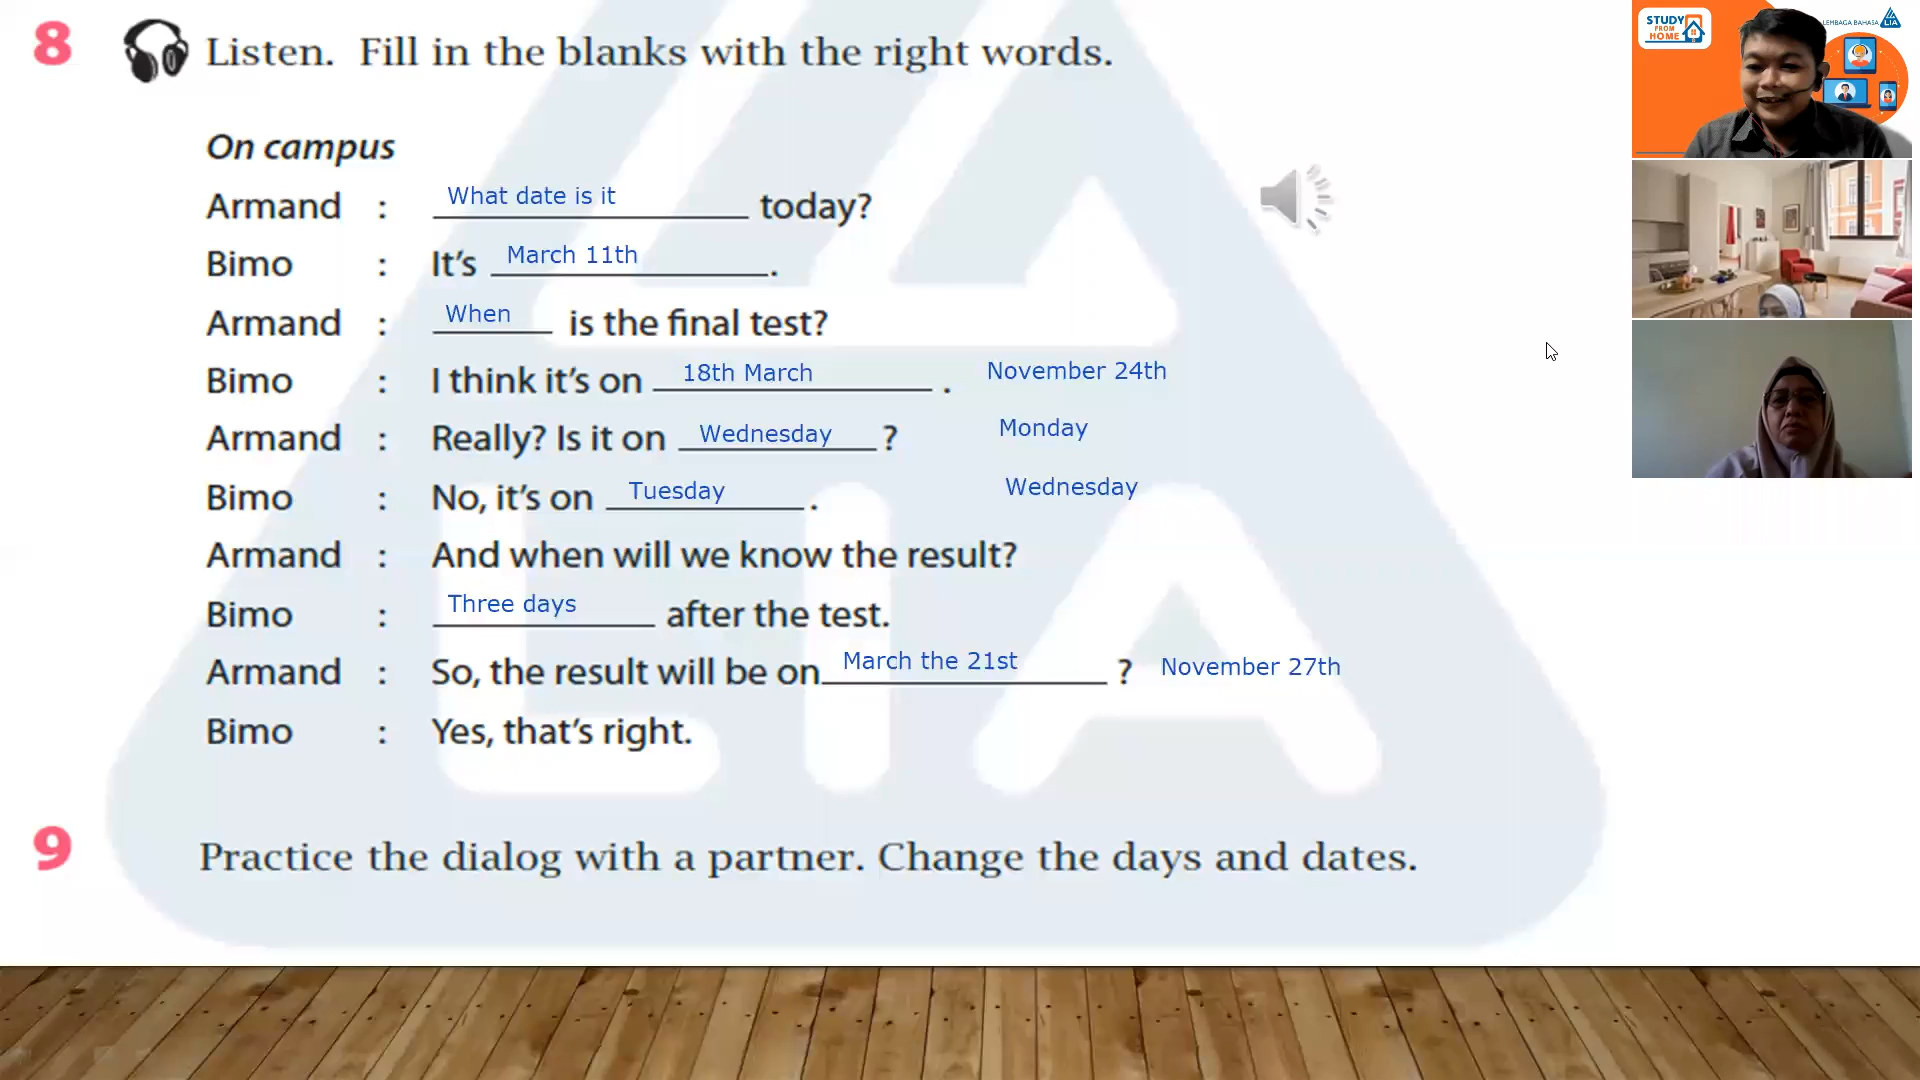 8 Listen. Fill in the blanks with the right words.
On campus
Armand : What date is it today?
Bimo : It's March 11th.
Armand : When is the final test?
Bimo : I think it's on 18th March. November 24th
Armand : Really? Is it on Wednesday? Monday
Bimo : No, it's on Tuesday. Wednesday
Armand : And when will we know the result?
Bimo : Three days after the test.
Armand : So, the result will be on March the 21st? November 27th
Bimo : Yes, that's right.
9 Practice the dialog with a partner. Change the days and dates.
LIA
STUDY
FROM
HOME
LEMBAGA BAHASA LIA